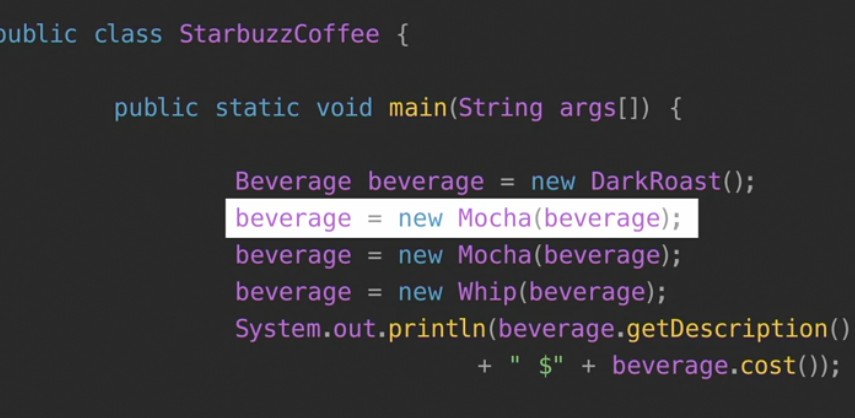 public class StarbuzzCoffee {
public static void main(String args[]) {
Beverage beverage = new DarkRoast();
beverage = new Mocha(beverage);
beverage = new Mocha(beverage);
beverage = new Whip(beverage);
System.out.println(beverage.getDescription()
+ " $" + beverage.cost());